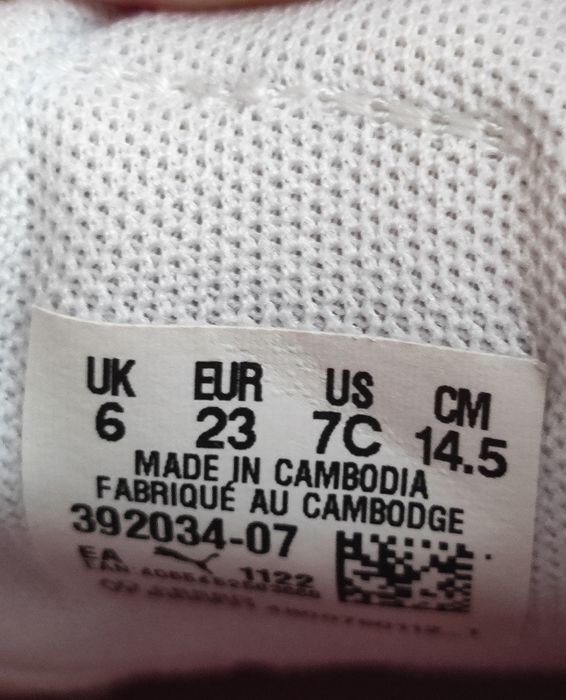 UK EUR US CM
6 23 7C 14.5
MADE IN CAMBODIA
FABRIQUÉ AU CAMBODGE
392034-07
EA 1122